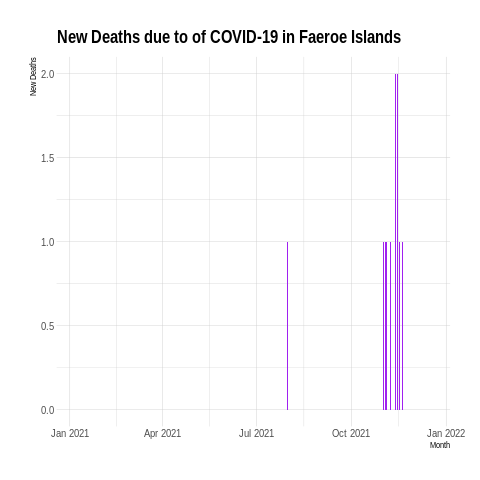 New Deaths due to of COVID-19 in Faeroe Islands
New Deaths
2.0
1.5
1.0
0.5
0.0
Jan 2021 Apr 2021 Jul 2021 Oct 2021 Jan 2022
Month